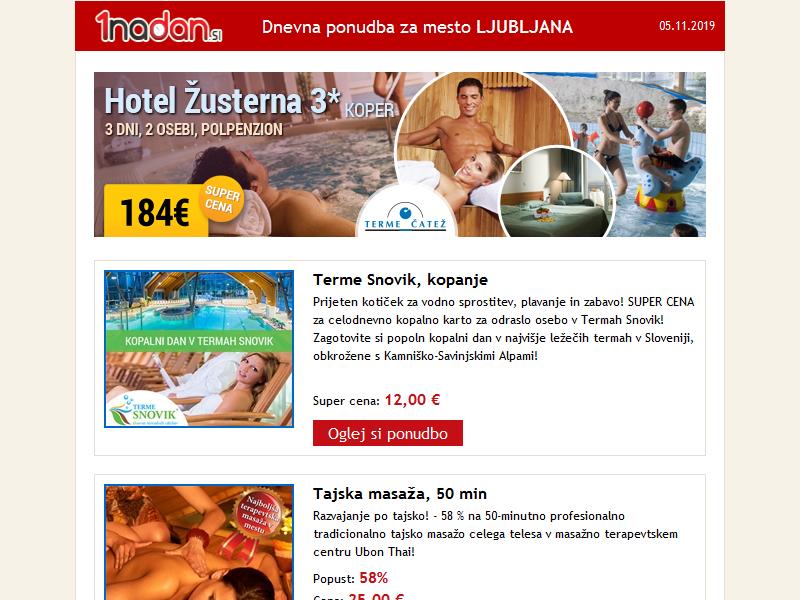 1nadan.si
Dnevna ponudba za mesto LJUBLJANA
05.11.2019
Hotel Žusterna 3* KOPER
3 DNI, 2 OSEBI, POLPENZION
184€
SUPER
CENA
TERME ČATEŽ
KOPALNI DAN V TERMAH SNOVIK
TERME
SNOVIK
Terme Snovik, kopanje
Prijeten kotiček za vodno sprostitev, plavanje in zabavo! SUPER CENA
za celodnevno kopalno karto za odraslo osebo v Termah Snovik!
Zagotovite si popoln kopalni dan v najvišje ležečih termah v Sloveniji,
obkrožene s Kamniško-Savinjskimi Alpami!
Super cena: 12,00 €
Oglej si ponudbo
Najboljša
terapevtska
masaža v
mestu
Tajska masaža, 50 min
Razvajanje po tajsko! - 58 % na 50-minutno profesionalno
tradicionalno tajsko masažo celega telesa v masažno terapevtskem
centru Ubon Thai!
Popust: 58%
Cena: 25,00 €